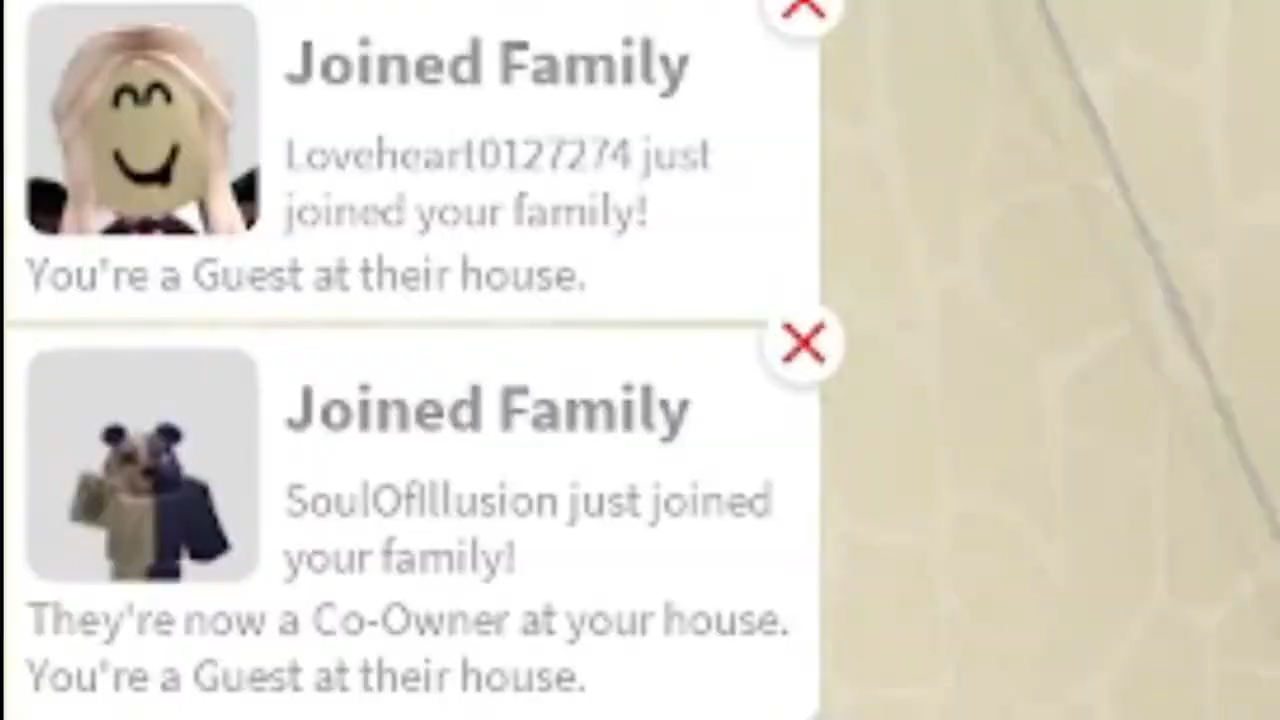 Joined Family
Loveheart0127274 just
joined your family!
You're a Guest at their house.
Joined Family
SoulOfIllusion just joined
your family!
They're now a Co-Owner at your house.
You're a Guest at their house.